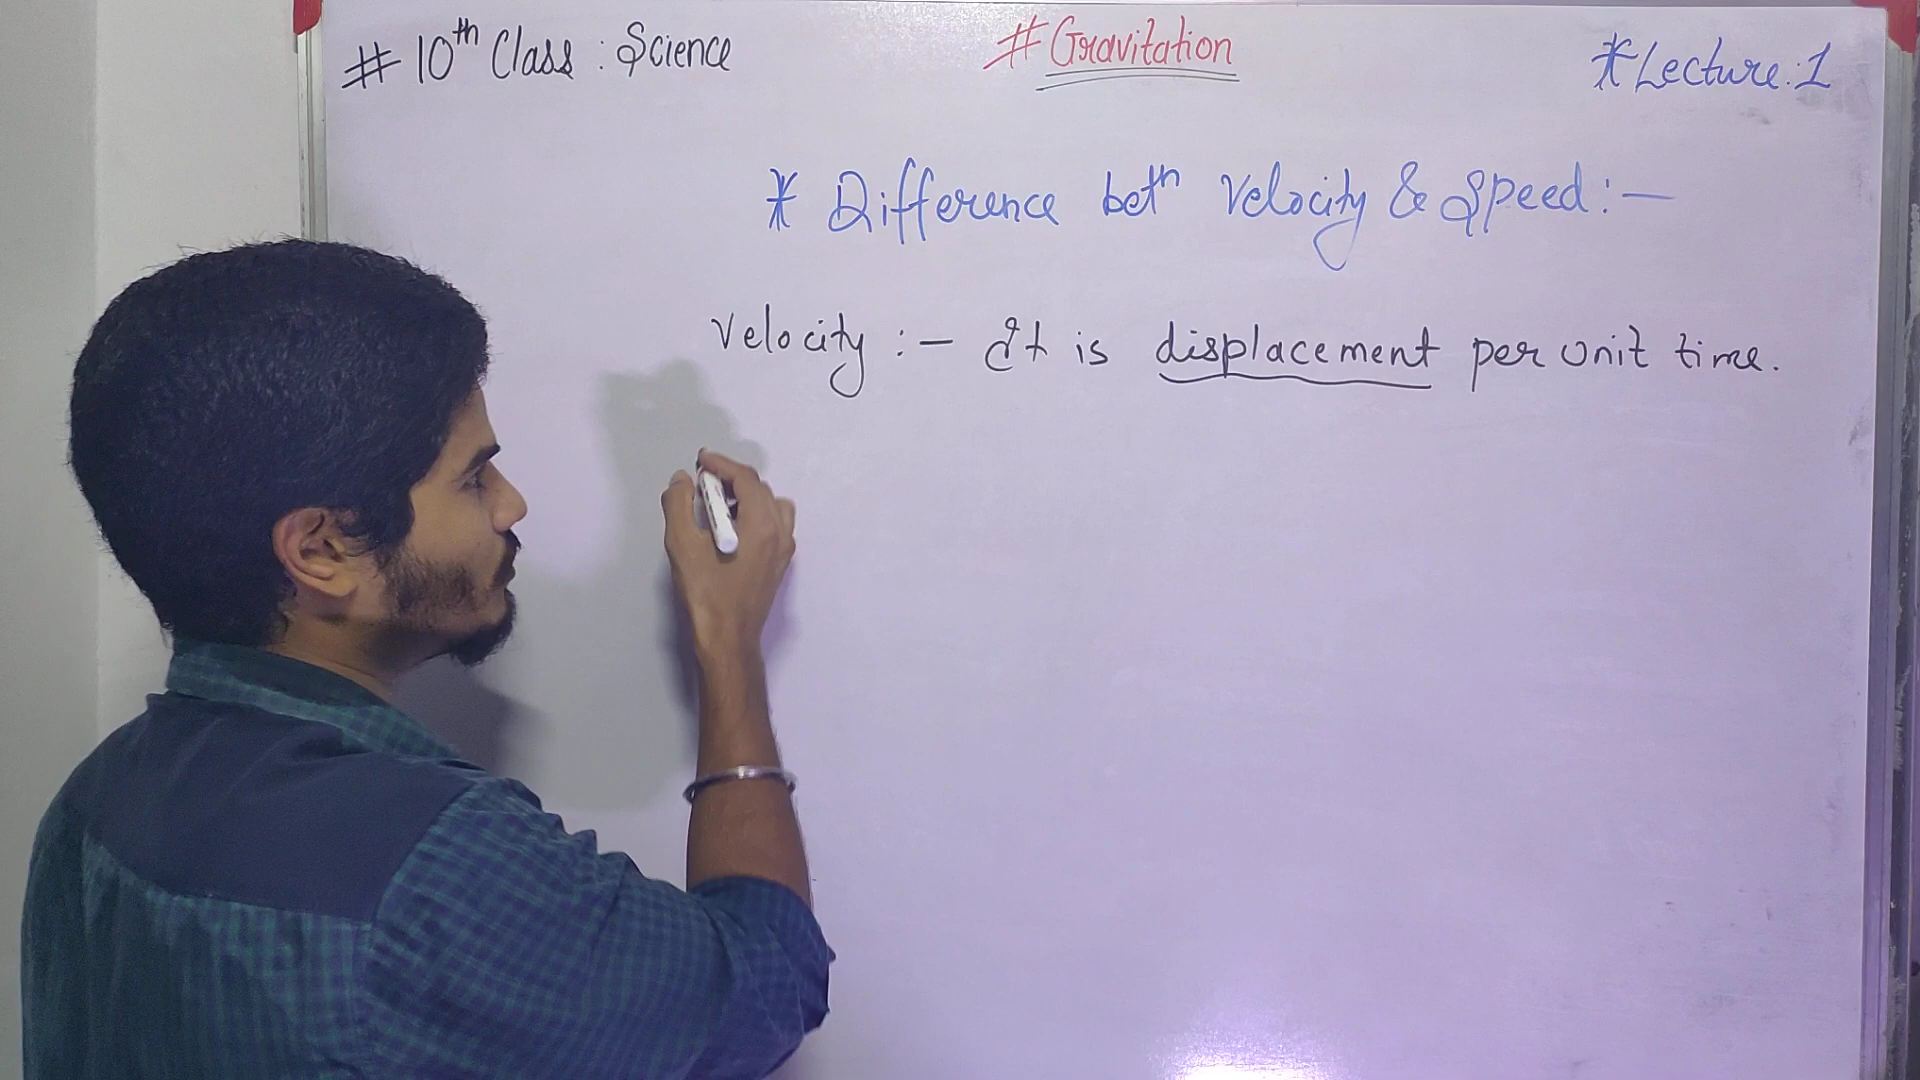 # 10th Class : Science
# Gravitation
* Lecture : 1
* Difference betn Velocity & Speed :-
Velocity :- It is displacement per unit time.